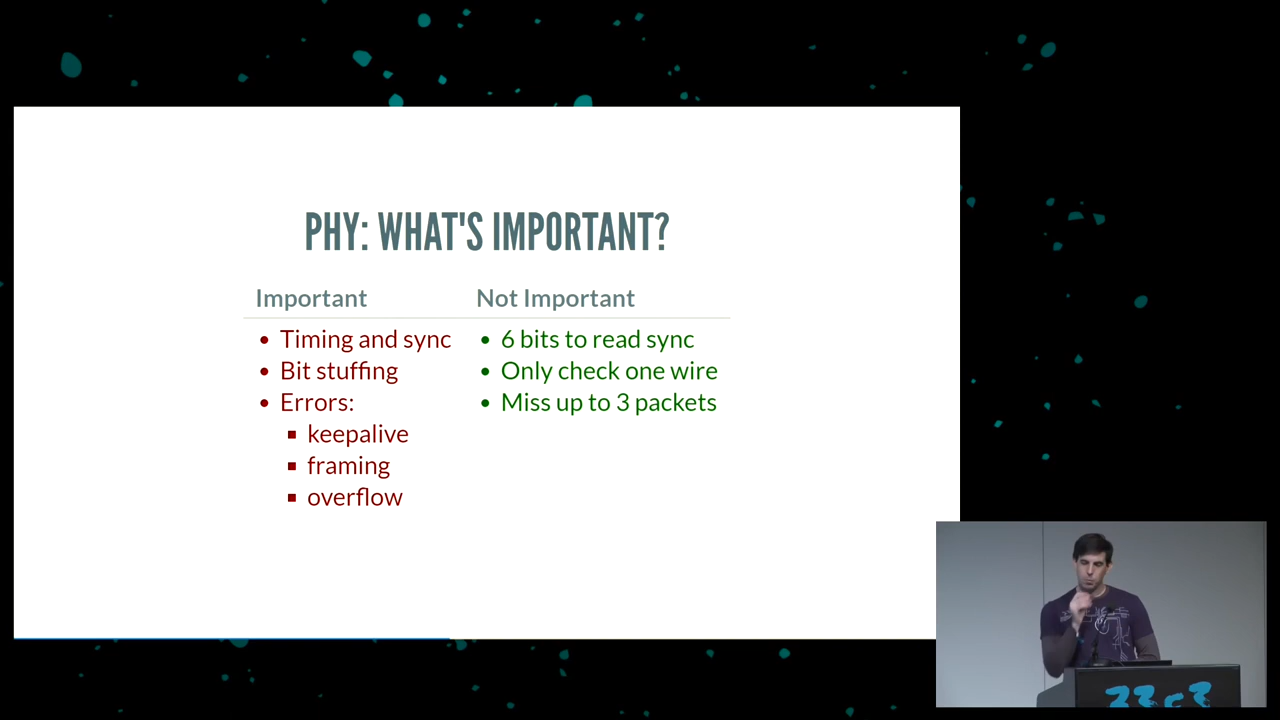 PHY: WHAT'S IMPORTANT?
Important
Not Important
Timing and sync
Bit stuffing
Errors:
keepalive
framing
overflow
6 bits to read sync
Only check one wire
Miss up to 3 packets
33c3